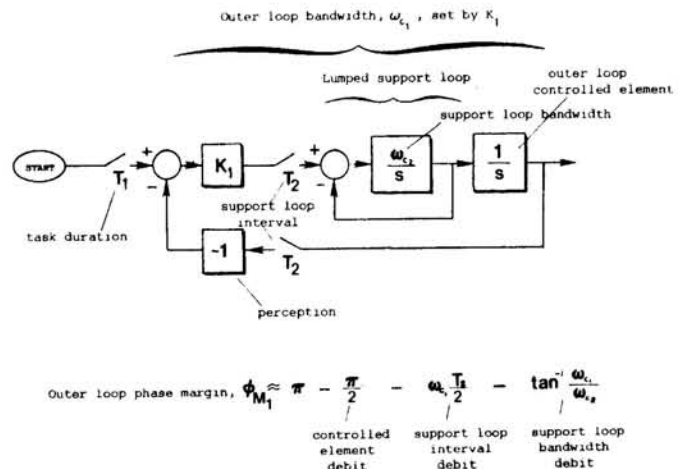 Outer loop bandwidth, ω_c₁ , set by K₁
Lumped support loop
outer loop
controlled element
support loop bandwidth
START
T₁
+
−
K₁
T₂
+
−
ω_c₂
s
1
s
task duration
support loop
interval
-1
T₂
perception
Outer loop phase margin, ϕ_M₁ ≈ π − π/2 − ω_c₁ T₂/2 − tan⁻¹ ω_c₁/ω_c₂
controlled
element
debit
support loop
interval
debit
support loop
bandwidth
debit